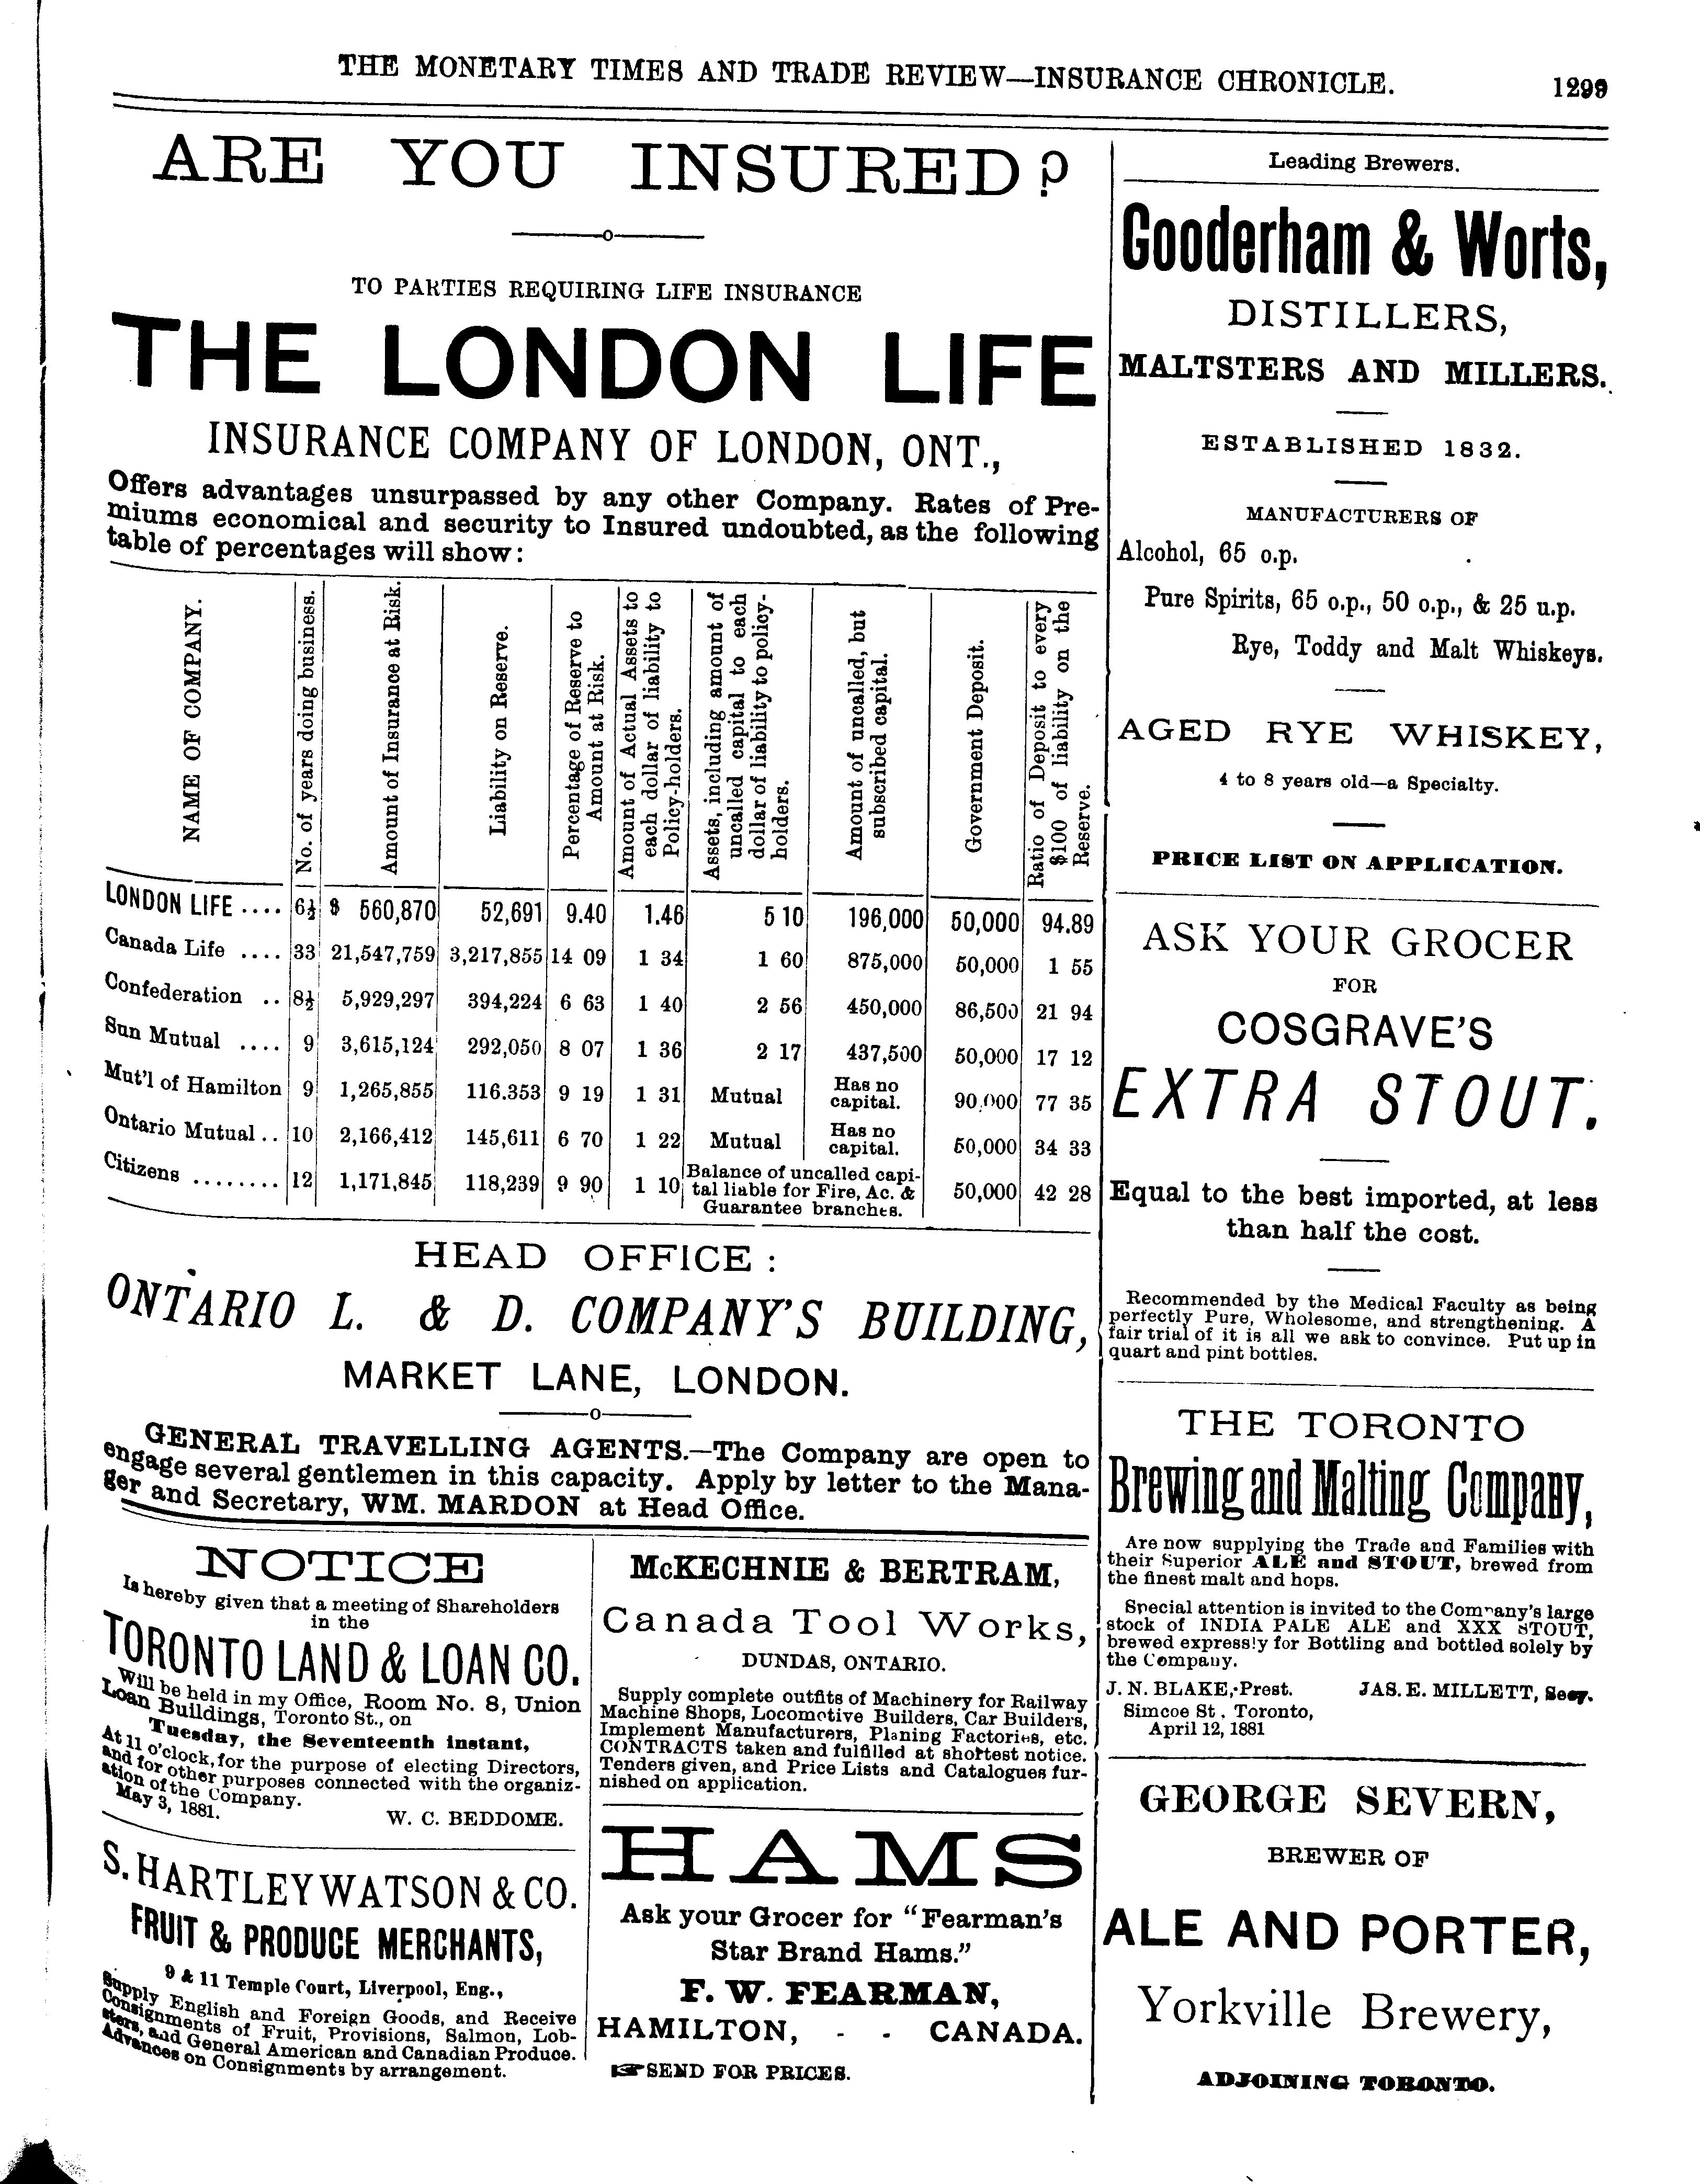 THE MONETARY TIMES AND TRADE REVIEW—INSURANCE CHRONICLE. 1299
ARE YOU INSURED?
TO PARTIES REQUIRING LIFE INSURANCE
THE LONDON LIFE
INSURANCE COMPANY OF LONDON, ONT.,
Offers advantages unsurpassed by any other Company. Rates of Pre-
miums economical and security to Insured undoubted, as the following
table of percentages will show:
NAME OF COMPANY.
No. of years doing business.
Amount of Insurance at Risk.
Liability on Reserve.
Percentage of Reserve to
Amount at Risk.
Amount of Actual Assets to
each dollar of liability to
Policy-holders.
Assets, including amount of
uncalled capital to each
dollar of liability to policy-
holders.
Amount of uncalled, but
subscribed capital.
Government Deposit.
Ratio of Deposit to every
$100 of liability on the
Reserve.
LONDON LIFE .... 6½ $ 560,870 52,691 9.40 1.46 5 10 196,000 50,000 94.89
Canada Life .... 33 21,547,759 3,217,855 14 09 1 34 1 60 875,000 50,000 1 55
Confederation .. 8½ 5,929,297 394,224 6 63 1 40 2 56 450,000 86,500 21 94
Sun Mutual .... 9 3,615,124 292,050 8 07 1 36 2 17 437,500 50,000 17 12
Mut'l of Hamilton 9 1,265,855 116.353 9 19 1 31 Mutual Has no capital. 90,000 77 35
Ontario Mutual.. 10 2,166,412 145,611 6 70 1 22 Mutual Has no capital. 50,000 34 33
Citizens ........ 12 1,171,845 118,239 9 90 1 10 Balance of uncalled capi-
tal liable for Fire, Ac. &
Guarantee branches. 50,000 42 28
HEAD OFFICE:
ONTARIO L. & D. COMPANY'S BUILDING,
MARKET LANE, LONDON.
GENERAL TRAVELLING AGENTS.—The Company are open to
engage several gentlemen in this capacity. Apply by letter to the Mana-
ger and Secretary, WM. MARDON at Head Office.
NOTICE
Is hereby given that a meeting of Shareholders
in the
TORONTO LAND & LOAN CO.
Will be held in my Office, Room No. 8, Union
Loan Buildings, Toronto St., on
Tuesday, the Seventeenth instant,
At 11 o'clock, for the purpose of electing Directors,
and for other purposes connected with the organiz-
ation of the Company.
May 3, 1881.
W. C. BEDDOME.
S. HARTLEY WATSON & CO.
FRUIT & PRODUCE MERCHANTS,
9 & 11 Temple Court, Liverpool, Eng.,
Supply English and Foreign Goods, and Receive
Consignments of Fruit, Provisions, Salmon, Lob-
sters, and General American and Canadian Produce.
Advances on Consignments by arrangement.
McKECHNIE & BERTRAM,
Canada Tool Works,
DUNDAS, ONTARIO.
Supply complete outfits of Machinery for Railway
Machine Shops, Locomotive Builders, Car Builders,
Implement Manufacturers, Planing Factories, etc.
CONTRACTS taken and fulfilled at shortest notice.
Tenders given, and Price Lists and Catalogues fur-
nished on application.
HAMS
Ask your Grocer for "Fearman's
Star Brand Hams."
F. W. FEARMAN,
HAMILTON, - - CANADA.
☞SEND FOR PRICES.
Leading Brewers.
Gooderham & Worts,
DISTILLERS,
MALTSTERS AND MILLERS.
ESTABLISHED 1832.
MANUFACTURERS OF
Alcohol, 65 o.p.
Pure Spirits, 65 o.p., 50 o.p., & 25 u.p.
Rye, Toddy and Malt Whiskeys.
AGED RYE WHISKEY,
4 to 8 years old—a Specialty.
PRICE LIST ON APPLICATION.
ASK YOUR GROCER
FOR
COSGRAVE'S
EXTRA STOUT.
Equal to the best imported, at less
than half the cost.
Recommended by the Medical Faculty as being
perfectly Pure, Wholesome, and strengthening. A
fair trial of it is all we ask to convince. Put up in
quart and pint bottles.
THE TORONTO
Brewing and Malting Company,
Are now supplying the Trade and Families with
their Superior ALE and STOUT, brewed from
the finest malt and hops.
Special attention is invited to the Company's large
stock of INDIA PALE ALE and XXX STOUT,
brewed expressly for Bottling and bottled solely by
the Company.
J. N. BLAKE, Prest. JAS. E. MILLETT, Secy.
Simcoe St. Toronto,
April 12, 1881
GEORGE SEVERN,
BREWER OF
ALE AND PORTER,
Yorkville Brewery,
ADJOINING TORONTO.